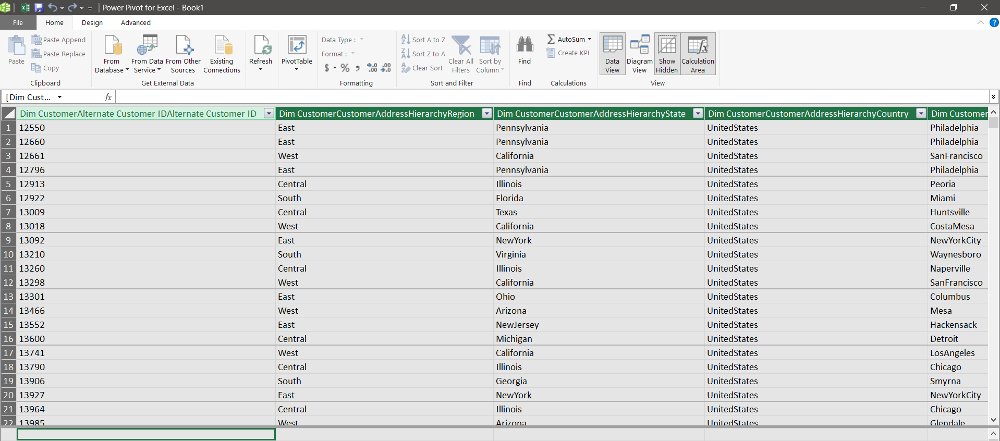 Power Pivot for Excel - Book1
File Home Design Advanced
Paste
Paste Append
Paste Replace
Copy
Clipboard
From Database
From Data Service
From Other Sources
Existing Connections
Get External Data
Refresh
PivotTable
Data Type :
Format :
$ % ,
.00 .00
Formatting
Sort A to Z
Sort Z to A
Clear Sort
Clear All Filters
Sort by Column
Sort and Filter
Find
Find
AutoSum
Create KPI
Calculations
Data View
Diagram View
Show Hidden
Calculation Area
View
[Dim Cust... fx
Dim CustomerAlternate Customer IDAlternate Customer ID Dim CustomerCustomerAddressHierarchyRegion Dim CustomerCustomerAddressHierarchyState Dim CustomerCustomerAddressHierarchyCountry Dim Customer
1 12550 East Pennsylvania UnitedStates Philadelphia
2 12660 East Pennsylvania UnitedStates Philadelphia
3 12661 West California UnitedStates SanFrancisco
4 12796 East Pennsylvania UnitedStates Philadelphia
5 12913 Central Illinois UnitedStates Peoria
6 12922 South Florida UnitedStates Miami
7 13009 Central Texas UnitedStates Huntsville
8 13018 West California UnitedStates CostaMesa
9 13092 East NewYork UnitedStates NewYorkCity
10 13210 South Virginia UnitedStates Waynesboro
11 13260 Central Illinois UnitedStates Naperville
12 13298 West California UnitedStates SanFrancisco
13 13301 East Ohio UnitedStates Columbus
14 13466 West Arizona UnitedStates Mesa
15 13552 East NewJersey UnitedStates Hackensack
16 13600 Central Michigan UnitedStates Detroit
17 13741 West California UnitedStates LosAngeles
18 13790 Central Illinois UnitedStates Chicago
19 13906 South Georgia UnitedStates Smyrna
20 13927 East NewYork UnitedStates NewYorkCity
21 13964 Central Illinois UnitedStates Chicago
22 13985 West Arizona UnitedStates Glendale